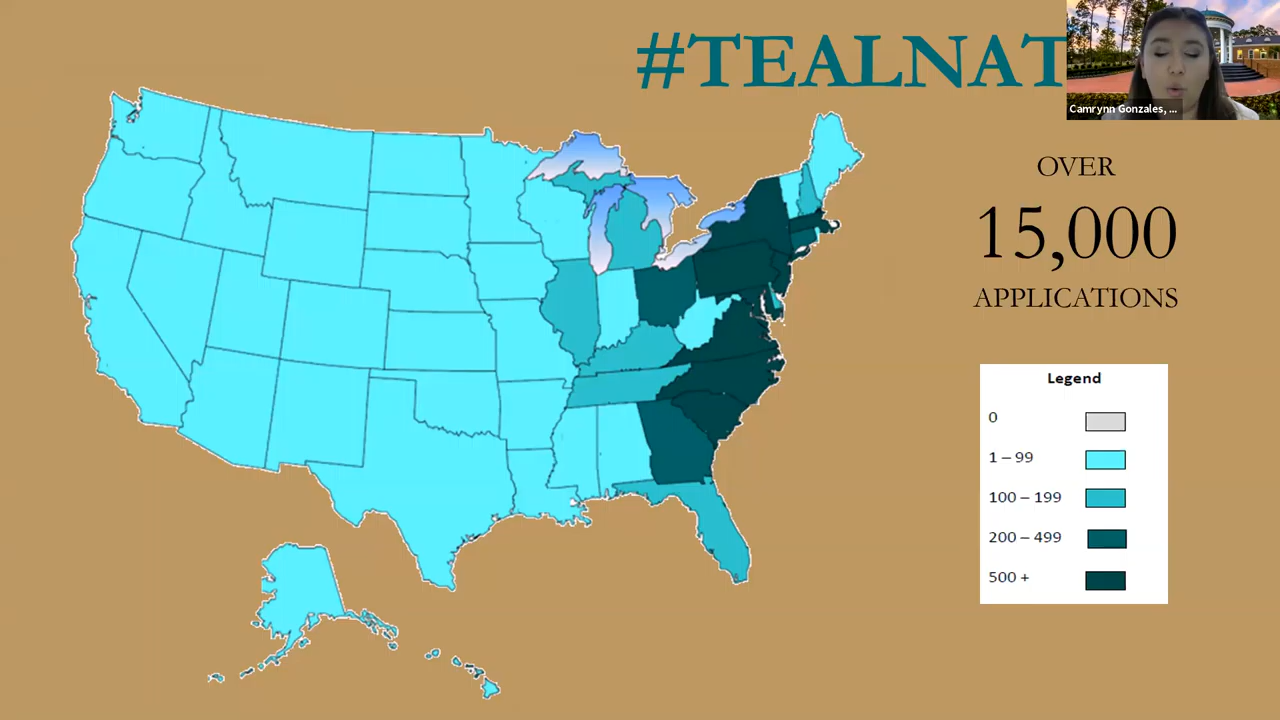 #TEALNAT
Camrynn Gonzales, ...
OVER
15,000
APPLICATIONS
Legend
0
1 – 99
100 – 199
200 – 499
500 +